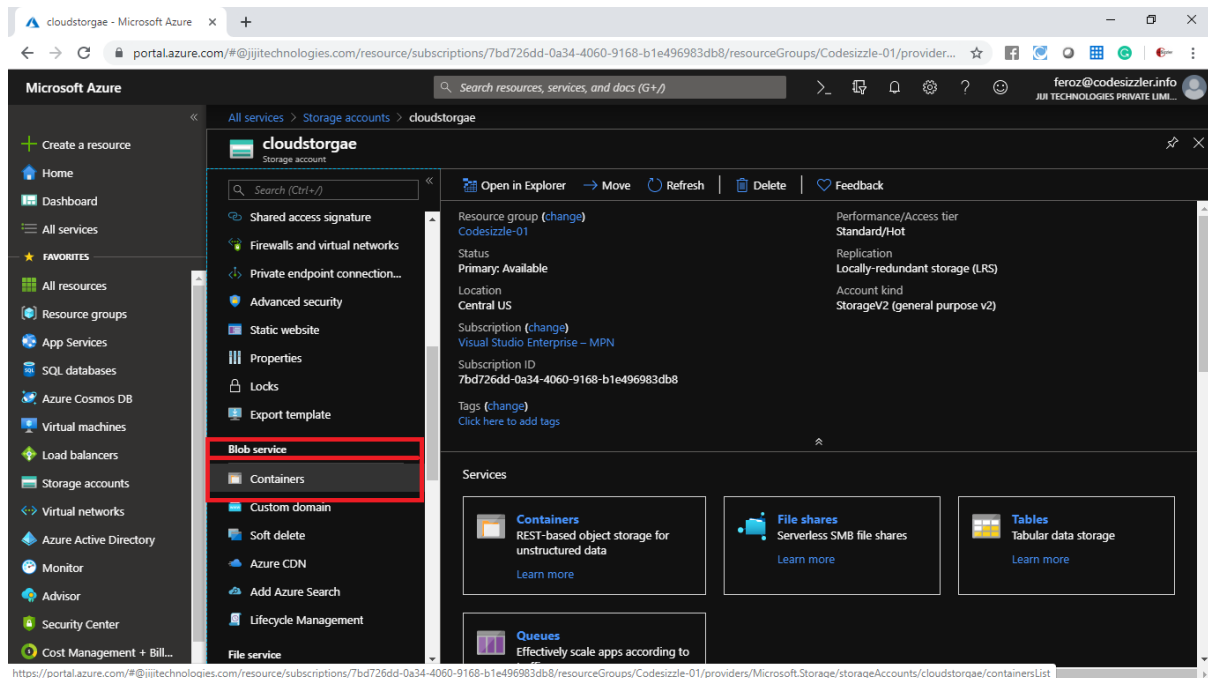 cloudstorgae - Microsoft Azure
portal.azure.com/#@jijitechnologies.com/resource/subscriptions/7bd726dd-0a34-4060-9168-b1e496983db8/resourceGroups/Codesizzle-01/provider...
Microsoft Azure
Search resources, services, and docs (G+/)
feroz@codesizzler.info
JIJI TECHNOLOGIES PRIVATE LIMI...
All services > Storage accounts > cloudstorgae
Create a resource
Home
Dashboard
All services
FAVORITES
All resources
Resource groups
App Services
SQL databases
Azure Cosmos DB
Virtual machines
Load balancers
Storage accounts
Virtual networks
Azure Active Directory
Monitor
Advisor
Security Center
Cost Management + Bill...
cloudstorgae
Storage account
Search (Ctrl+/)
Shared access signature
Firewalls and virtual networks
Private endpoint connection...
Advanced security
Static website
Properties
Locks
Export template
Blob service
Containers
Custom domain
Soft delete
Azure CDN
Add Azure Search
Lifecycle Management
File service
Open in Explorer
Move
Refresh
Delete
Feedback
Resource group (change)
Codesizzle-01
Status
Primary: Available
Location
Central US
Subscription (change)
Visual Studio Enterprise – MPN
Subscription ID
7bd726dd-0a34-4060-9168-b1e496983db8
Tags (change)
Click here to add tags
Performance/Access tier
Standard/Hot
Replication
Locally-redundant storage (LRS)
Account kind
StorageV2 (general purpose v2)
Services
Containers
REST-based object storage for
unstructured data
Learn more
File shares
Serverless SMB file shares
Learn more
Tables
Tabular data storage
Learn more
Queues
Effectively scale apps according to
https://portal.azure.com/#@jijitechnologies.com/resource/subscriptions/7bd726dd-0a34-4060-9168-b1e496983db8/resourceGroups/Codesizzle-01/providers/Microsoft.Storage/storageAccounts/cloudstorgae/containersList